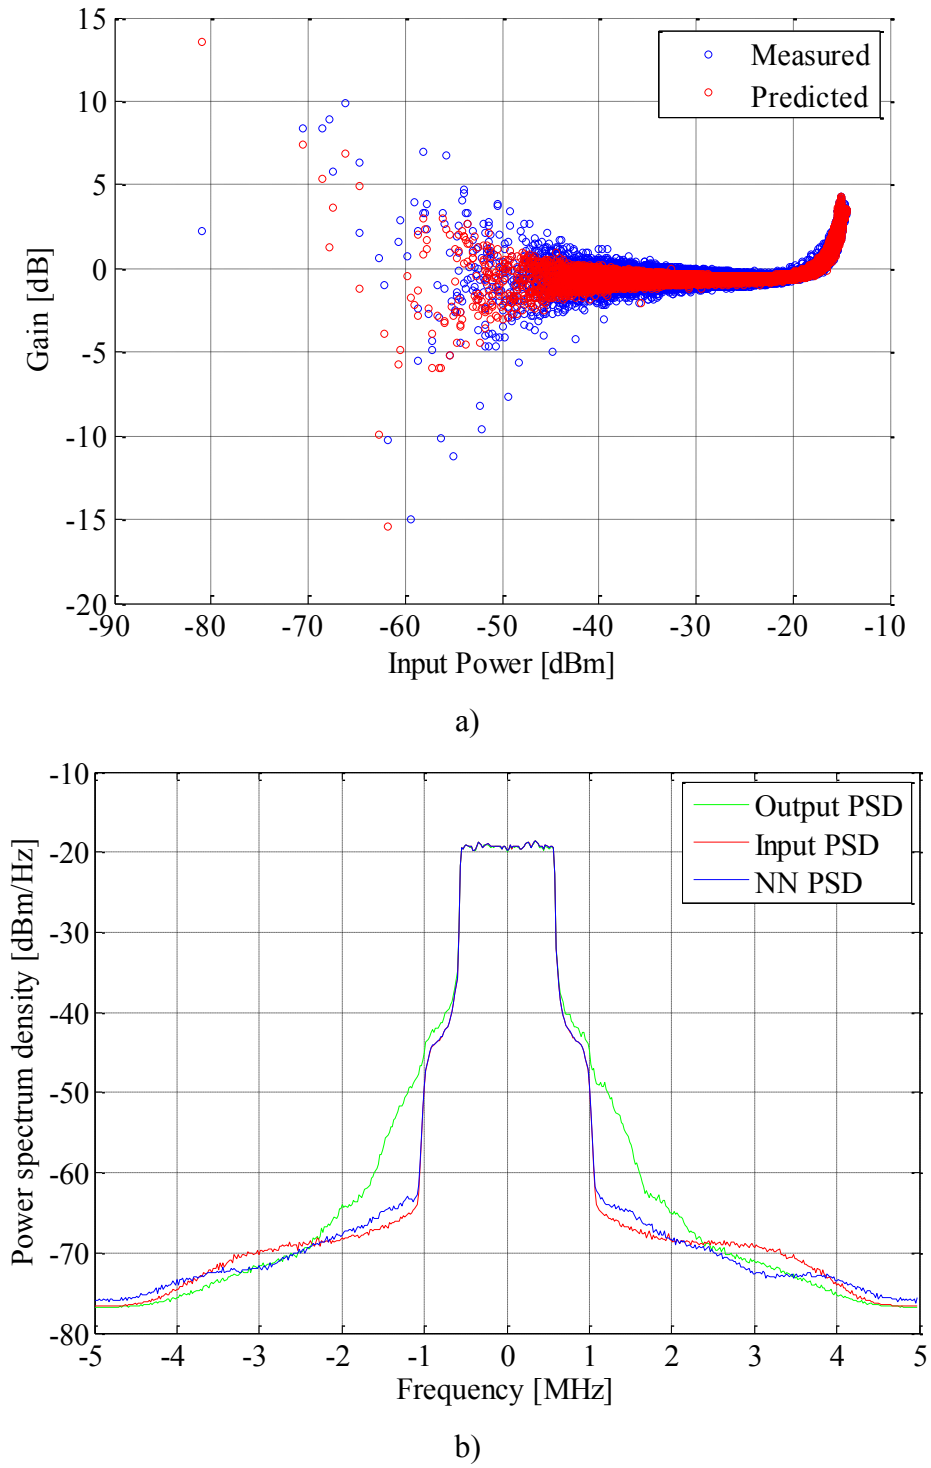 15
10
5
0
-5
-10
-15
-20
Gain [dB]
Measured
Predicted
-90 -80 -70 -60 -50 -40 -30 -20 -10
Input Power [dBm]
a)
-10
-20
-30
-40
-50
-60
-70
-80
Power spectrum density [dBm/Hz]
Output PSD
Input PSD
NN PSD
-5 -4 -3 -2 -1 0 1 2 3 4 5
Frequency [MHz]
b)